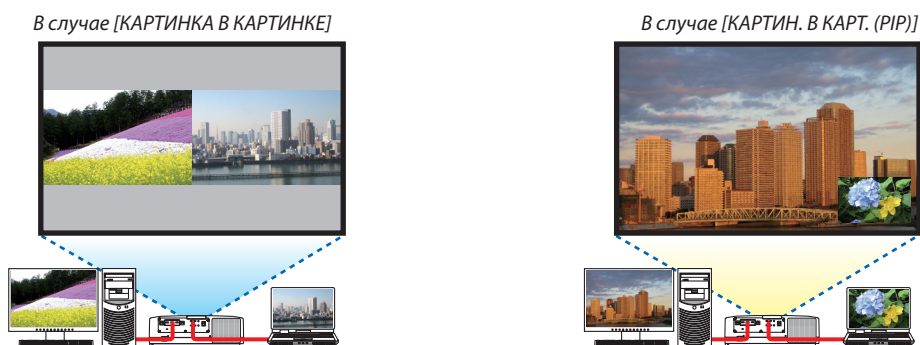 В случае [КАРТИНКА В КАРТИНКЕ]
В случае [КАРТИН. В КАРТ. (PIP)]